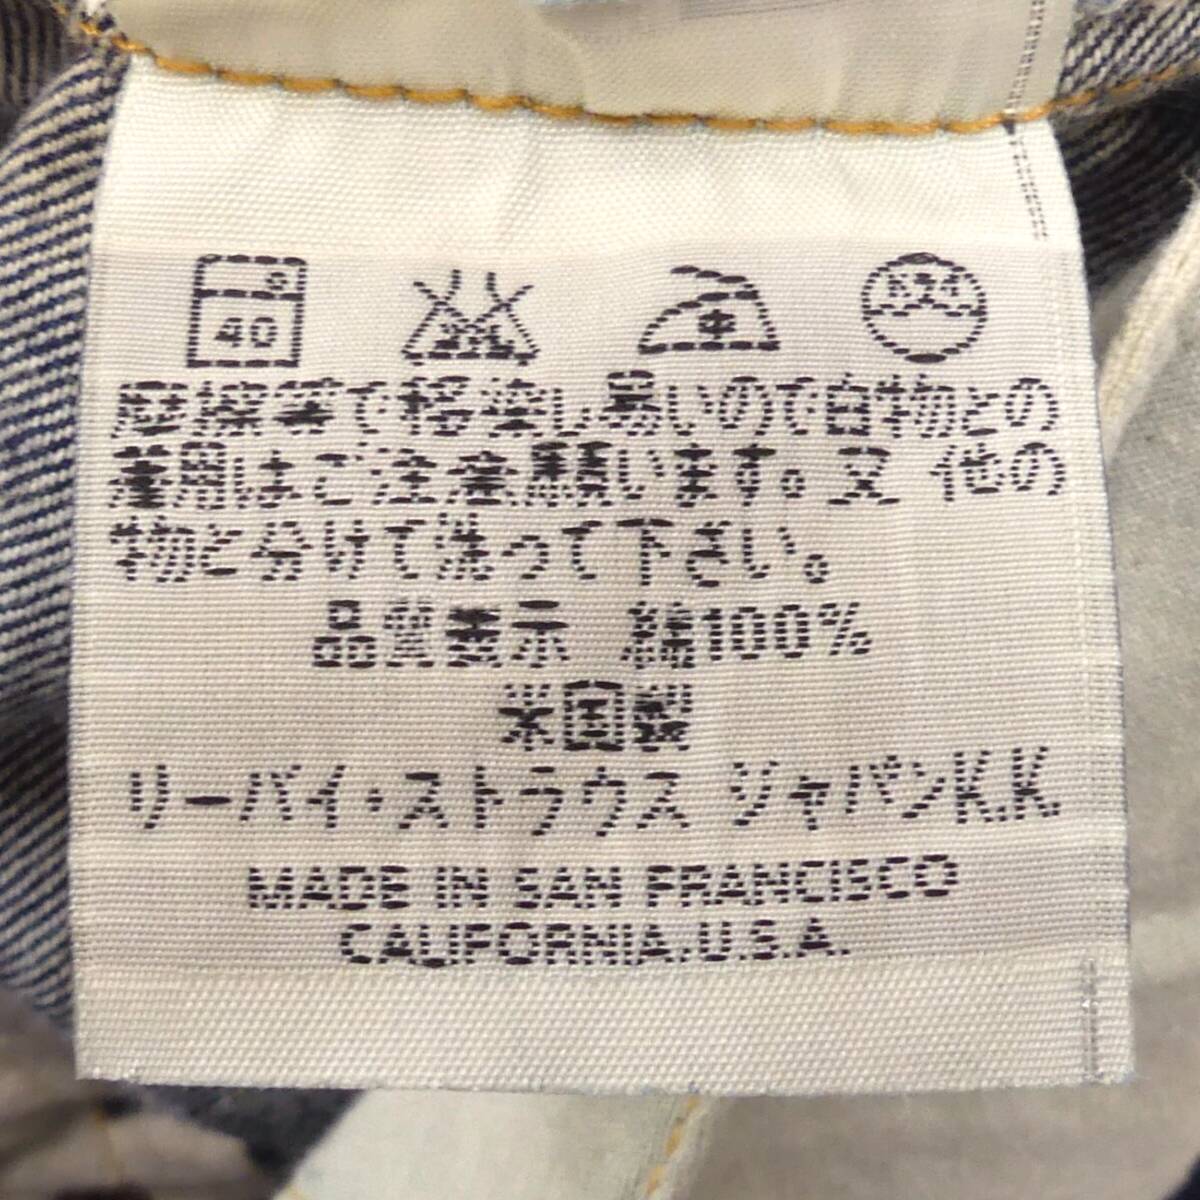 40
中
摩擦等で移染し易いので白物との
着用はご注意願います。又 他の
物と分けて洗って下さい。
品質表示 綿100%
米国製
リーバイ・ストラウス ジャパンK.K.
MADE IN SAN FRANCISCO
CALIFORNIA.U.S.A.